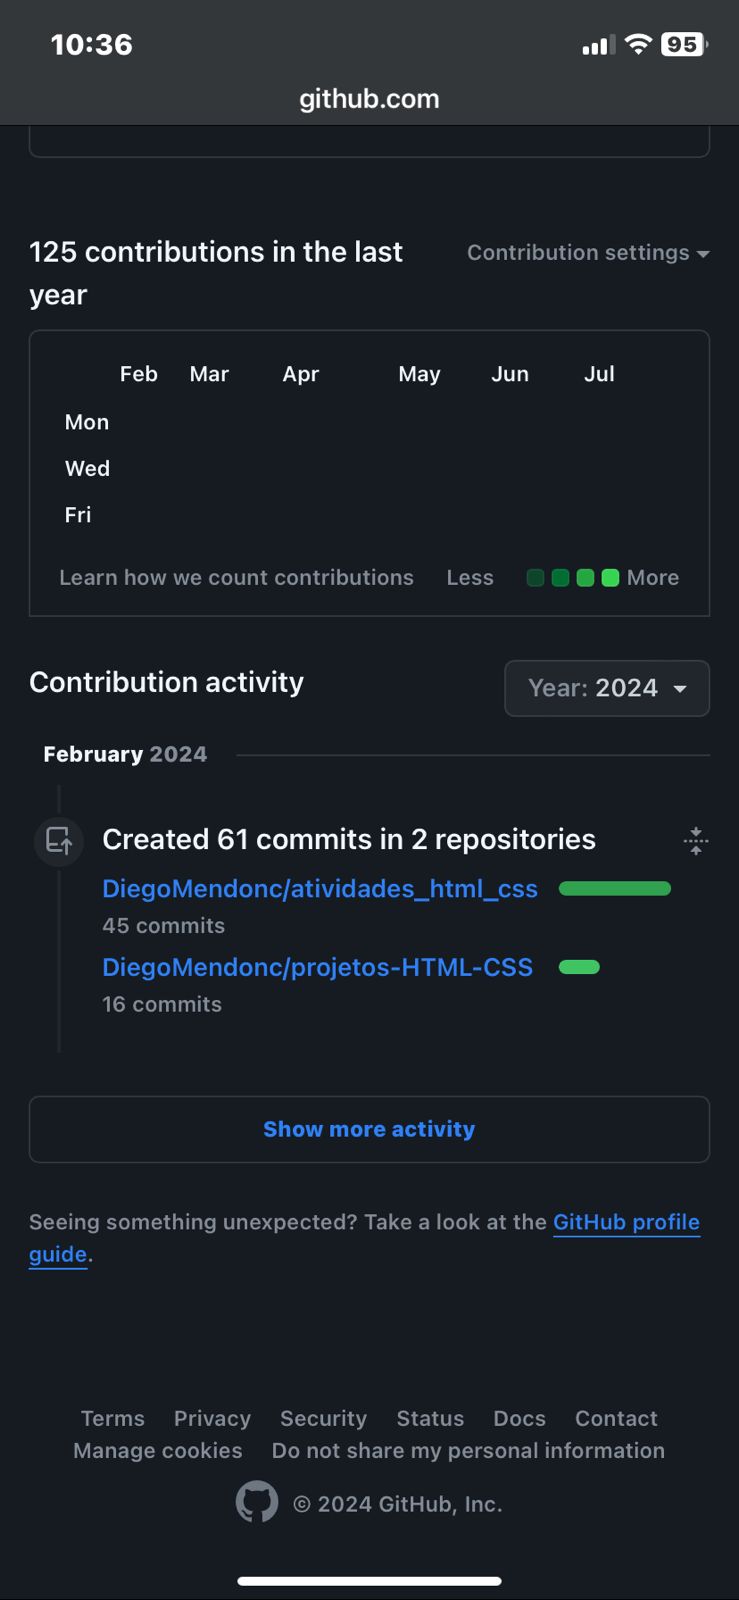 10:36
95
github.com
125 contributions in the last
year
Contribution settings
Feb Mar Apr May Jun Jul
Mon
Wed
Fri
Learn how we count contributions Less More
Contribution activity
Year: 2024
February 2024
Created 61 commits in 2 repositories
DiegoMendonc/atividades_html_css
45 commits
DiegoMendonc/projetos-HTML-CSS
16 commits
Show more activity
Seeing something unexpected? Take a look at the GitHub profile
guide.
Terms Privacy Security Status Docs Contact
Manage cookies Do not share my personal information
© 2024 GitHub, Inc.